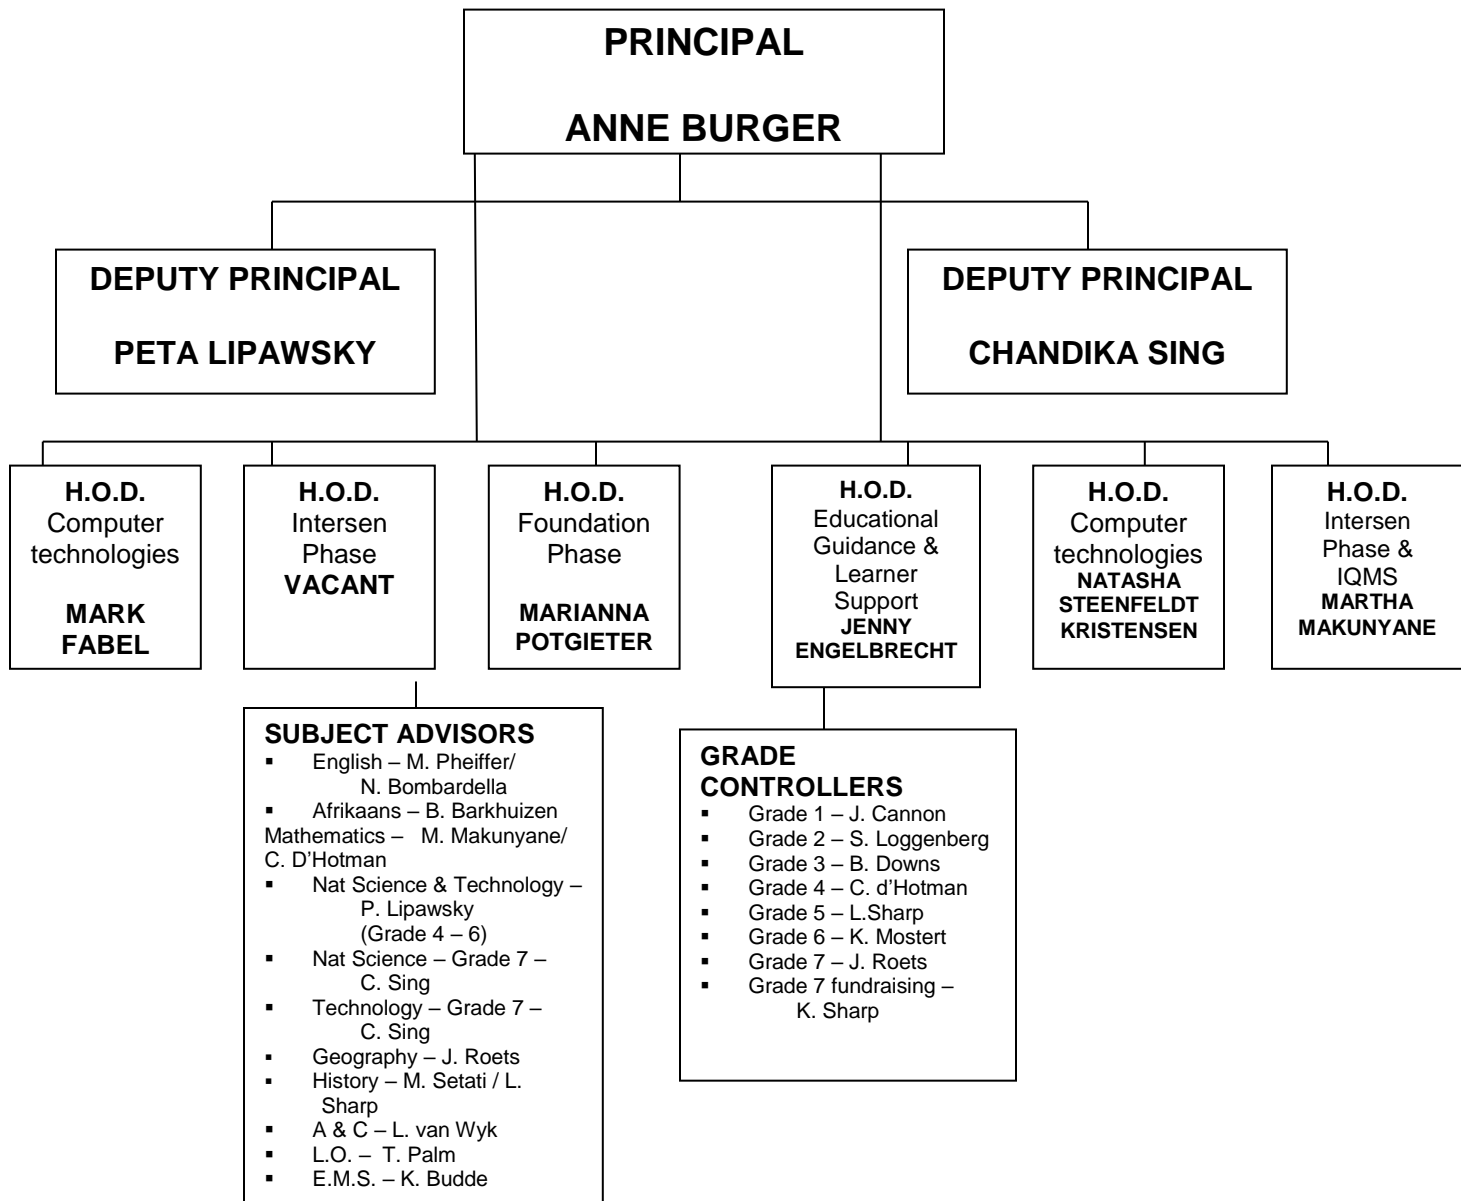 PRINCIPAL
ANNE BURGER
DEPUTY PRINCIPAL
PETA LIPAWSKY
DEPUTY PRINCIPAL
CHANDIKA SING
H.O.D.
Computer
technologies
MARK
FABEL
H.O.D.
Intersen
Phase
VACANT
H.O.D.
Foundation
Phase
MARIANNA
POTGIETER
H.O.D.
Educational
Guidance &
Learner
Support
JENNY
ENGELBRECHT
H.O.D.
Computer
technologies
NATASHA
STEENFELDT
KRISTENSEN
H.O.D.
Intersen
Phase &
IQMS
MARTHA
MAKUNYANE
SUBJECT ADVISORS
▪ English – M. Pheiffer/
N. Bombardella
▪ Afrikaans – B. Barkhuizen
Mathematics – M. Makunyane/
C. D’Hotman
▪ Nat Science & Technology –
P. Lipawsky
(Grade 4 – 6)
▪ Nat Science – Grade 7 –
C. Sing
▪ Technology – Grade 7 –
C. Sing
▪ Geography – J. Roets
▪ History – M. Setati / L.
Sharp
▪ A & C – L. van Wyk
▪ L.O. – T. Palm
▪ E.M.S. – K. Budde
GRADE
CONTROLLERS
▪ Grade 1 – J. Cannon
▪ Grade 2 – S. Loggenberg
▪ Grade 3 – B. Downs
▪ Grade 4 – C. d’Hotman
▪ Grade 5 – L.Sharp
▪ Grade 6 – K. Mostert
▪ Grade 7 – J. Roets
▪ Grade 7 fundraising –
K. Sharp